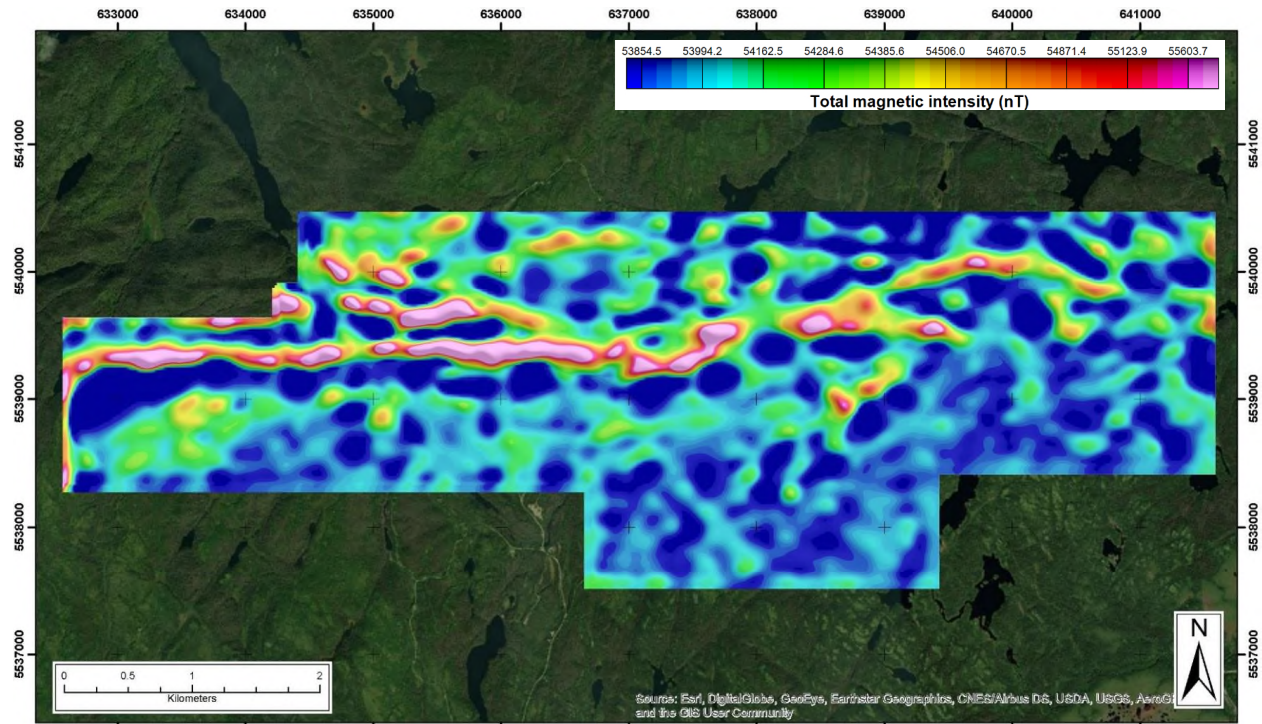 633000 634000 635000 636000 637000 638000 639000 640000 641000
53854.5 53994.2 54162.5 54284.6 54385.6 54506.0 54670.5 54871.4 55123.9 55603.7
Total magnetic intensity (nT)
5541000 5541000
5540000 5540000
5539000 5539000
5538000 5538000
5537000 5537000
N
0 0.5 1 2
Kilometers
Source: Esri, DigitalGlobe, GeoEye, Earthstar Geographics, CNES/Airbus DS, USDA, USGS,
and the GIS User Community